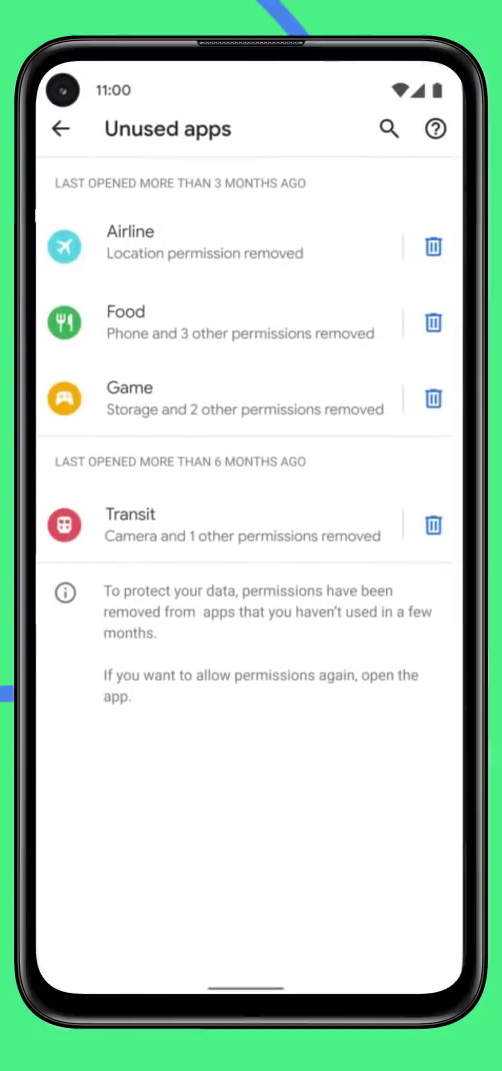 11:00
Unused apps
LAST OPENED MORE THAN 3 MONTHS AGO
Airline
Location permission removed
Food
Phone and 3 other permissions removed
Game
Storage and 2 other permissions removed
LAST OPENED MORE THAN 6 MONTHS AGO
Transit
Camera and 1 other permissions removed
To protect your data, permissions have been
removed from apps that you haven't used in a few
months.
If you want to allow permissions again, open the
app.